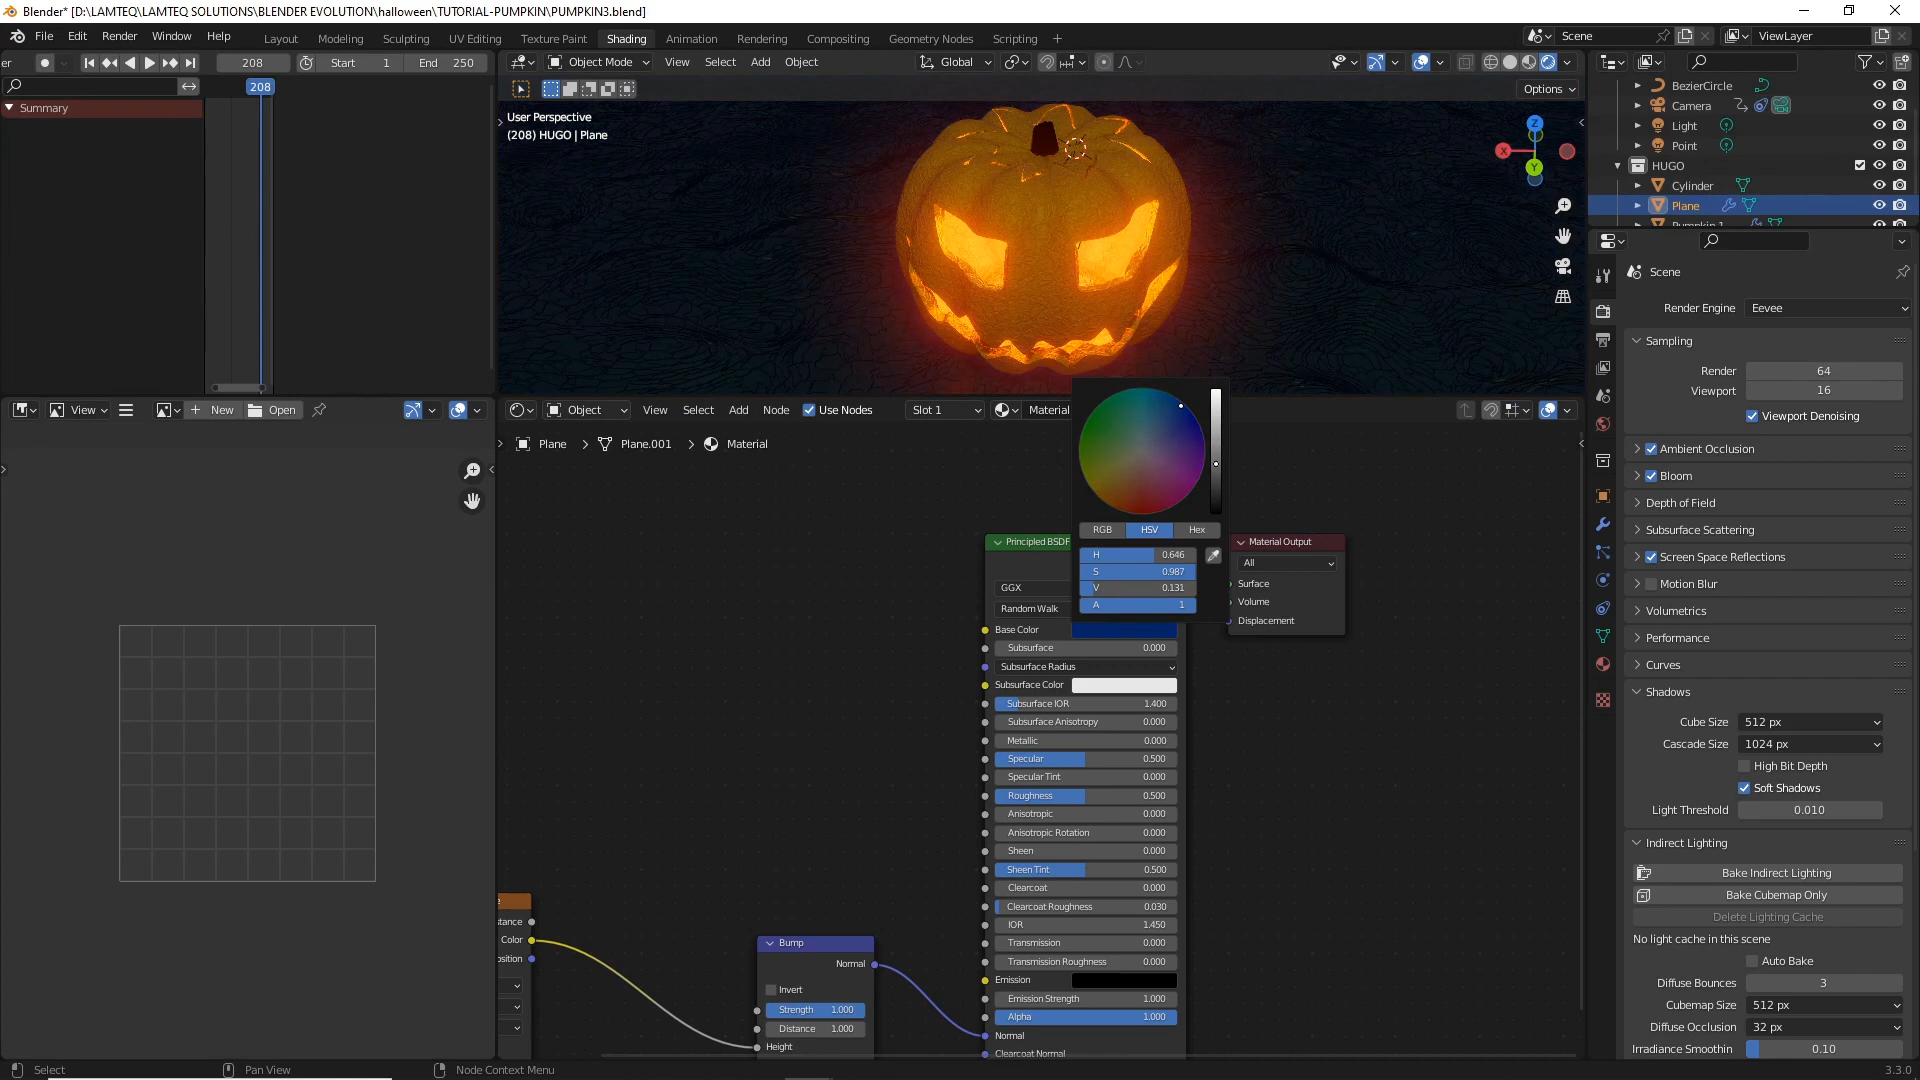 Blender* [D:\LAMTEQ\LAMTEQ SOLUTIONS\BLENDER EVOLUTION\halloween\TUTORIAL-PUMPKIN\PUMPKIN3.blend]
File Edit Render Window Help Layout Modeling Sculpting UV Editing Texture Paint Shading Animation Rendering Compositing Geometry Nodes Scripting + Scene ViewLayer
er 208 Start 1 End 250 Object Mode View Select Add Object Global
208 Options
Summary
User Perspective
(208) HUGO | Plane
Z
X
Y
BezierCircle
Camera
Light
Point
HUGO
Cylinder
Plane
Scene
Render Engine Eevee
Sampling
Render 64
Viewport 16
Viewport Denoising
Ambient Occlusion
Bloom
Depth of Field
Subsurface Scattering
Screen Space Reflections
Motion Blur
Volumetrics
Performance
Curves
Shadows
Cube Size 512 px
Cascade Size 1024 px
High Bit Depth
Soft Shadows
Light Threshold 0.010
Indirect Lighting
Bake Indirect Lighting
Bake Cubemap Only
Delete Lighting Cache
No light cache in this scene
Auto Bake
Diffuse Bounces 3
Cubemap Size 512 px
Diffuse Occlusion 32 px
Irradiance Smoothin 0.10
View + New Open
Object View Select Add Node Use Nodes Slot 1 Material
Plane > Plane.001 > Material
RGB HSV Hex
H 0.646
S 0.987
V 0.131
A 1
Principled BSDF
GGX
Random Walk
Base Color
Subsurface 0.000
Subsurface Radius
Subsurface Color
Subsurface IOR 1.400
Subsurface Anisotropy 0.000
Metallic 0.000
Specular 0.500
Specular Tint 0.000
Roughness 0.500
Anisotropic 0.000
Anisotropic Rotation 0.000
Sheen 0.000
Sheen Tint 0.500
Clearcoat 0.000
Clearcoat Roughness 0.030
IOR 1.450
Transmission 0.000
Transmission Roughness 0.000
Emission
Emission Strength 1.000
Alpha 1.000
Normal
Clearcoat Normal
Material Output
All
Surface
Volume
Displacement
e
stance
Color
osition
Bump
Normal
Invert
Strength 1.000
Distance 1.000
Height
Select Pan View Node Context Menu 3.3.0